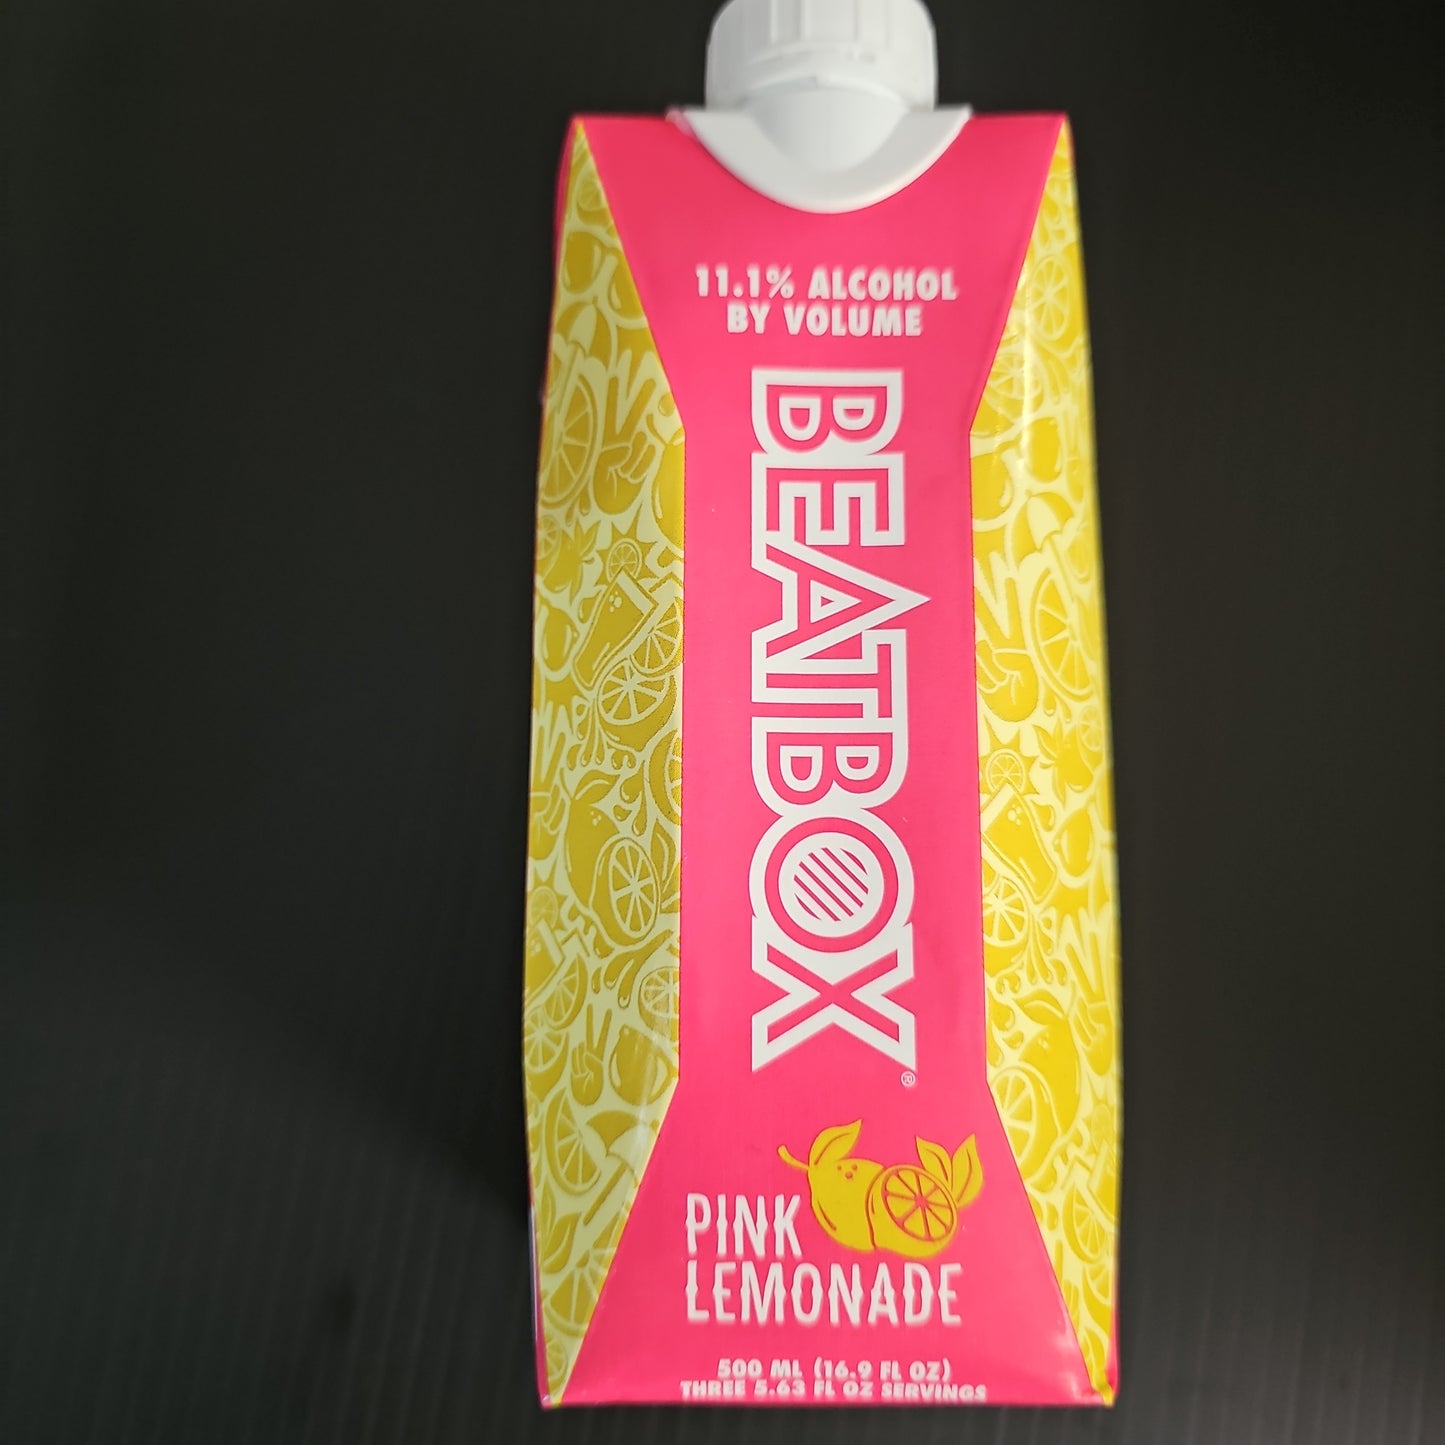 11.1% ALCOHOL
BY VOLUME
BEATBOX®
PINK
LEMONADE
500 ML (16.9 FL OZ)
THREE 5.63 FL OZ SERVINGS